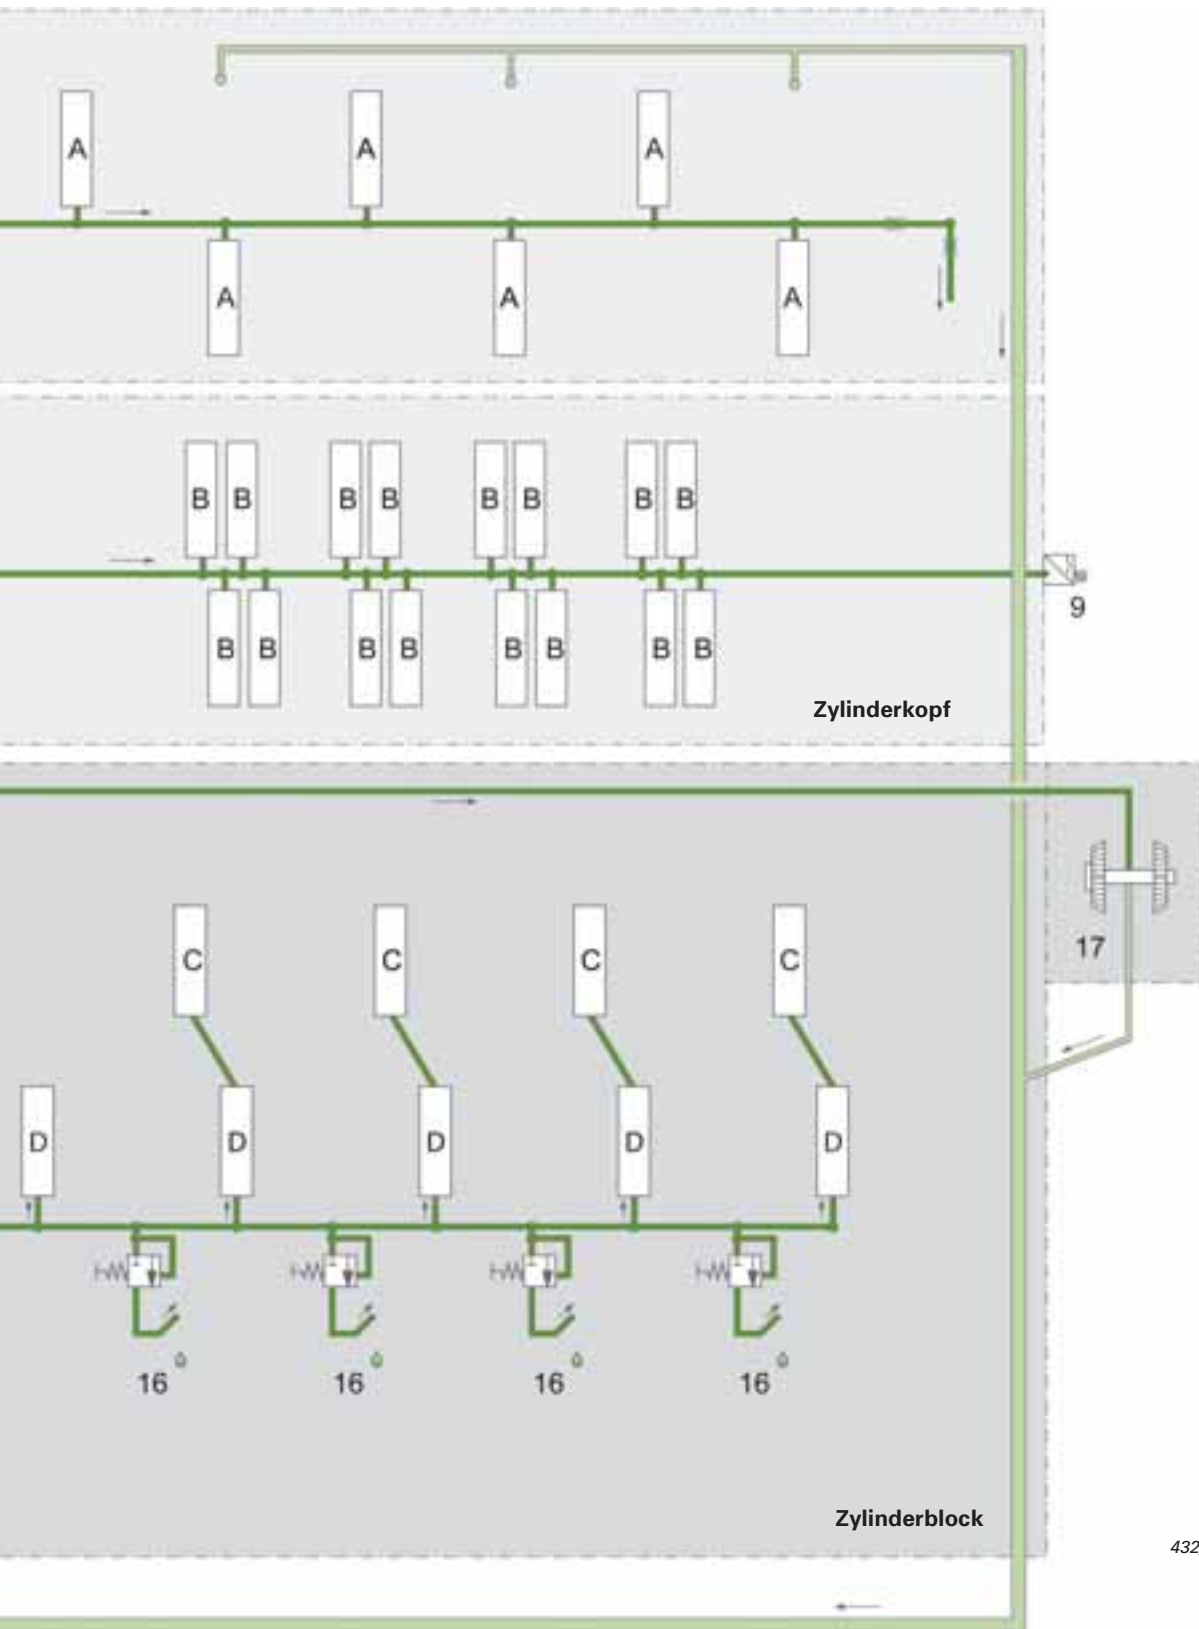 A A A
A A A
B B B B B B B B
9
B B B B B B B B
Zylinderkopf
17
C C C C
D D D D D
16 16 16 16
Zylinderblock
432